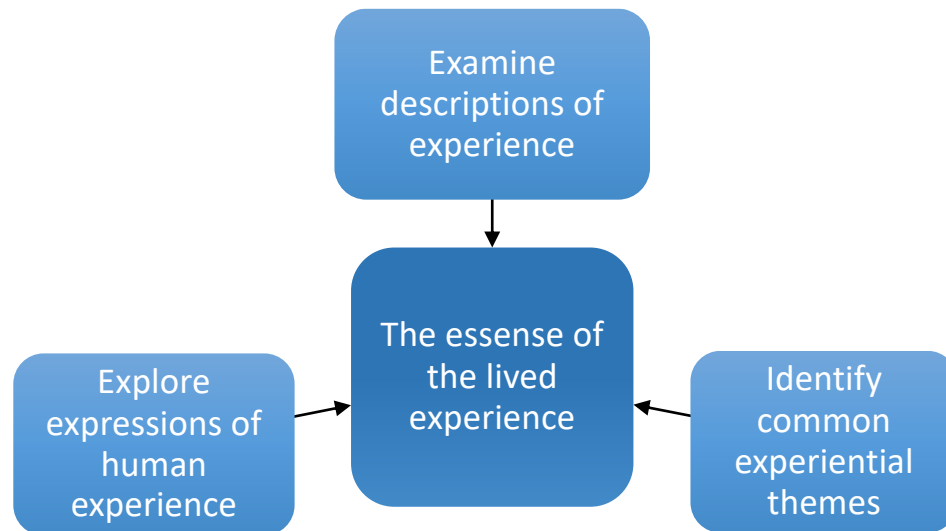 Examine
descriptions of
experience
The essense of
the lived
experience
Explore
expressions of
human
experience
Identify
common
experiential
themes